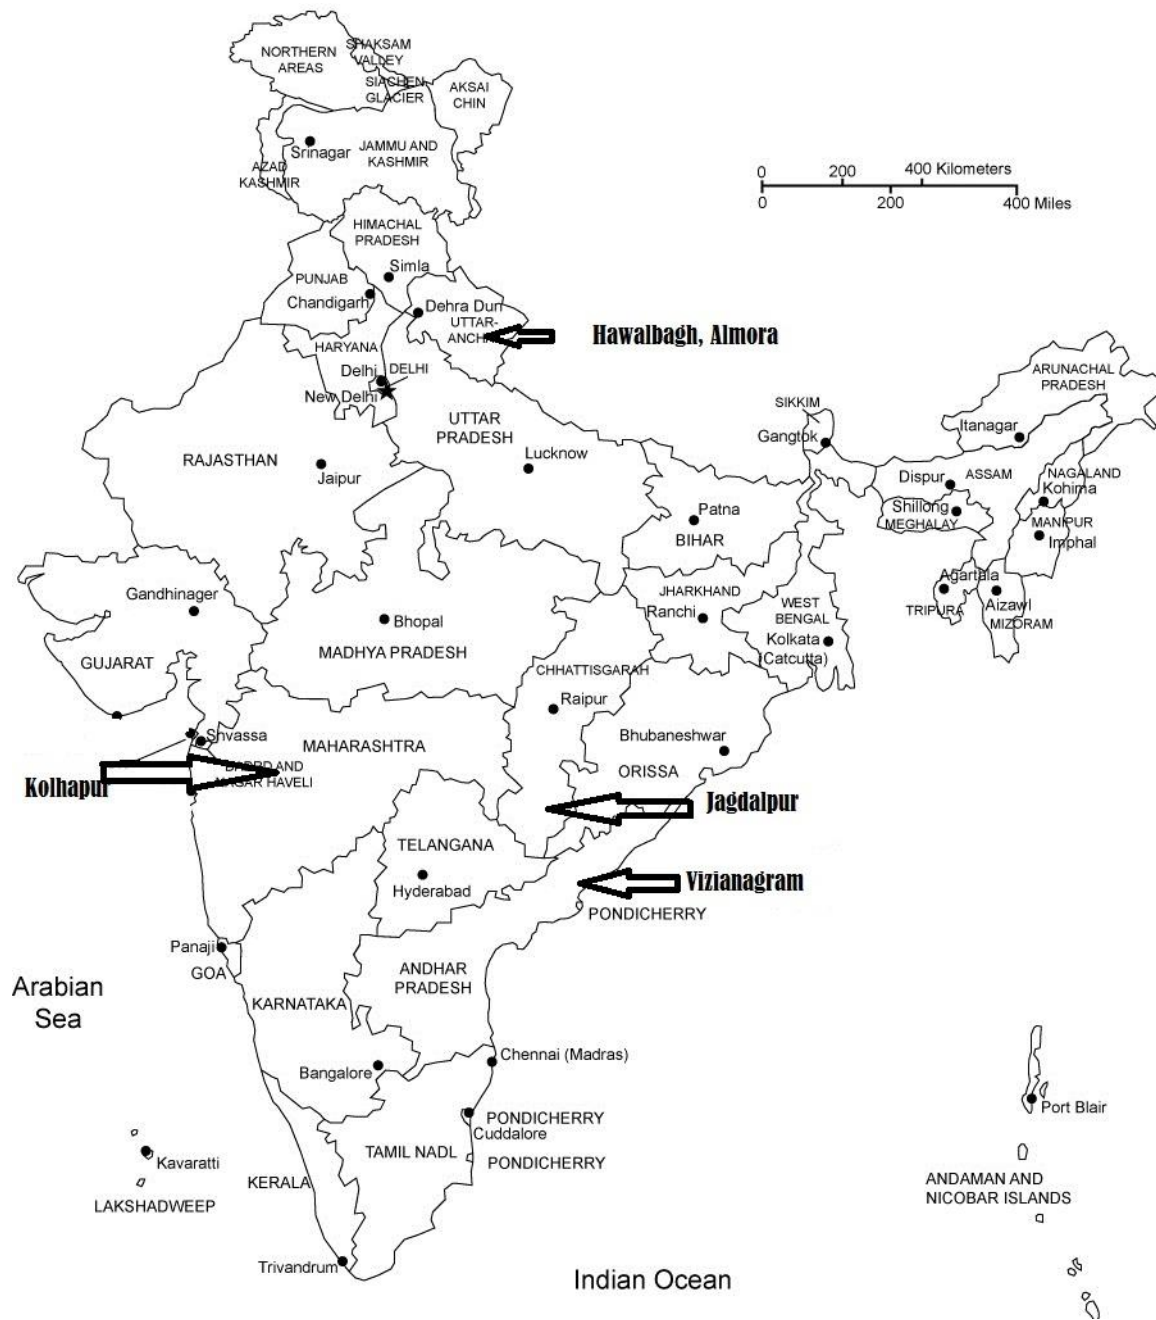 NORTHERN
AREAS
SHAKSAM
VALLEY
SIACHEN
GLACIER
AKSAI
CHIN
Srinagar
JAMMU AND
KASHMIR
AZAD
KASHMIR
0 200 400 Kilometers
0 200 400 Miles
HIMACHAL
PRADESH
Simla
PUNJAB
Chandigarh
Dehra Dun
UTTAR-
ANCH
Hawalbagh, Almora
HARYANA
Delhi
DELHI
New Delhi
ARUNACHAL
PRADESH
SIKKIM
Gangtok
Itanagar
UTTAR
PRADESH
RAJASTHAN
Jaipur
Lucknow
Dispur
ASSAM
NAGALAND
Kohima
Shillong
MEGHALAY
MANIPUR
Imphal
Patna
BIHAR
Gandhinager
Bhopal
JHARKHAND
Ranchi
WEST
BENGAL
Kolkata
(Catcutta)
Agartala
TRIPURA
Aizawl
MIZORAM
GUJARAT
MADHYA PRADESH
CHHATTISGARAH
Raipur
Shvassa
MAHARASHTRA
Bhubaneshwar
ORISSA
AND
HAVELI
Kolhapur
Jagdalpur
TELANGANA
Hyderabad
Vizianagram
PONDICHERRY
Panaji
GOA
Arabian
Sea
KARNATAKA
ANDHAR
PRADESH
Bangalore
Chennai (Madras)
PONDICHERRY
Cuddalore
TAMIL NADL
PONDICHERRY
Port Blair
Kavaratti
LAKSHADWEEP
KERALA
ANDAMAN AND
NICOBAR ISLANDS
Trivandrum
Indian Ocean